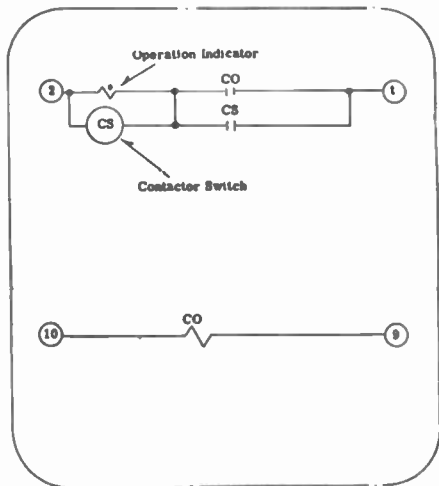 Operation Indicator
2
CO
1
CS
CS
Contactor Switch
CO
10
9